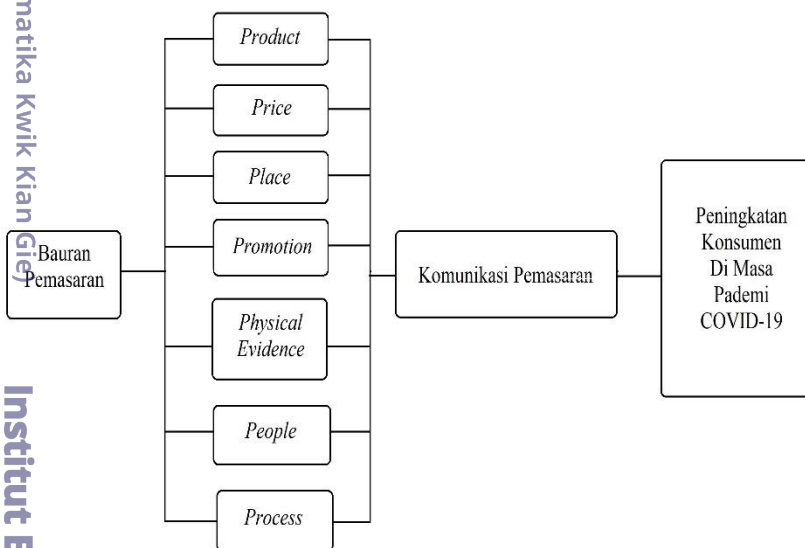 matika Kwik Kian Gie)
Institut B
Bauran
Pemasaran
Product
Price
Place
Promotion
Physical
Evidence
People
Process
Komunikasi Pemasaran
Peningkatan
Konsumen
Di Masa
Pademi
COVID-19